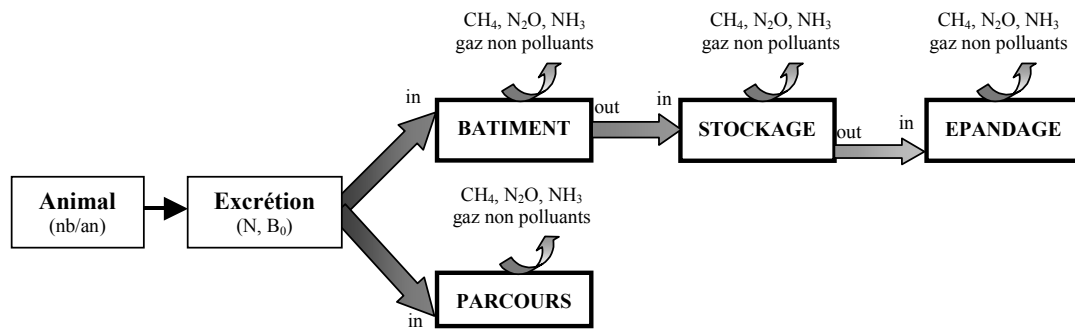 CH₄, N₂O, NH₃
gaz non polluants
CH₄, N₂O, NH₃
gaz non polluants
CH₄, N₂O, NH₃
gaz non polluants
in
BATIMENT
out
in
STOCKAGE
out
in
EPANDAGE
Animal
(nb/an)
Excrétion
(N, B₀)
CH₄, N₂O, NH₃
gaz non polluants
in
PARCOURS